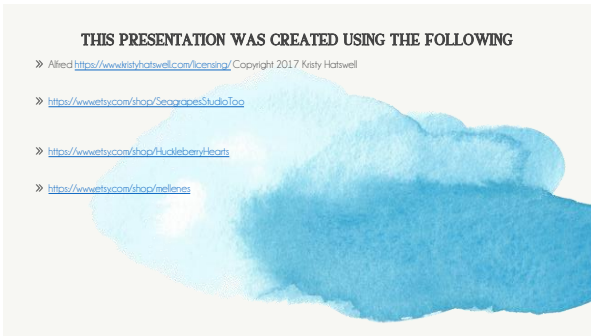 THIS PRESENTATION WAS CREATED USING THE FOLLOWING
Alfred https://www.kristyhatswell.com/licensing/ Copyright 2017 Kristy Hatswell
https://www.etsy.com/shop/SeagrapesStudioToo
https://www.etsy.com/shop/HuckleberryHearts
https://www.etsy.com/shop/mellenes